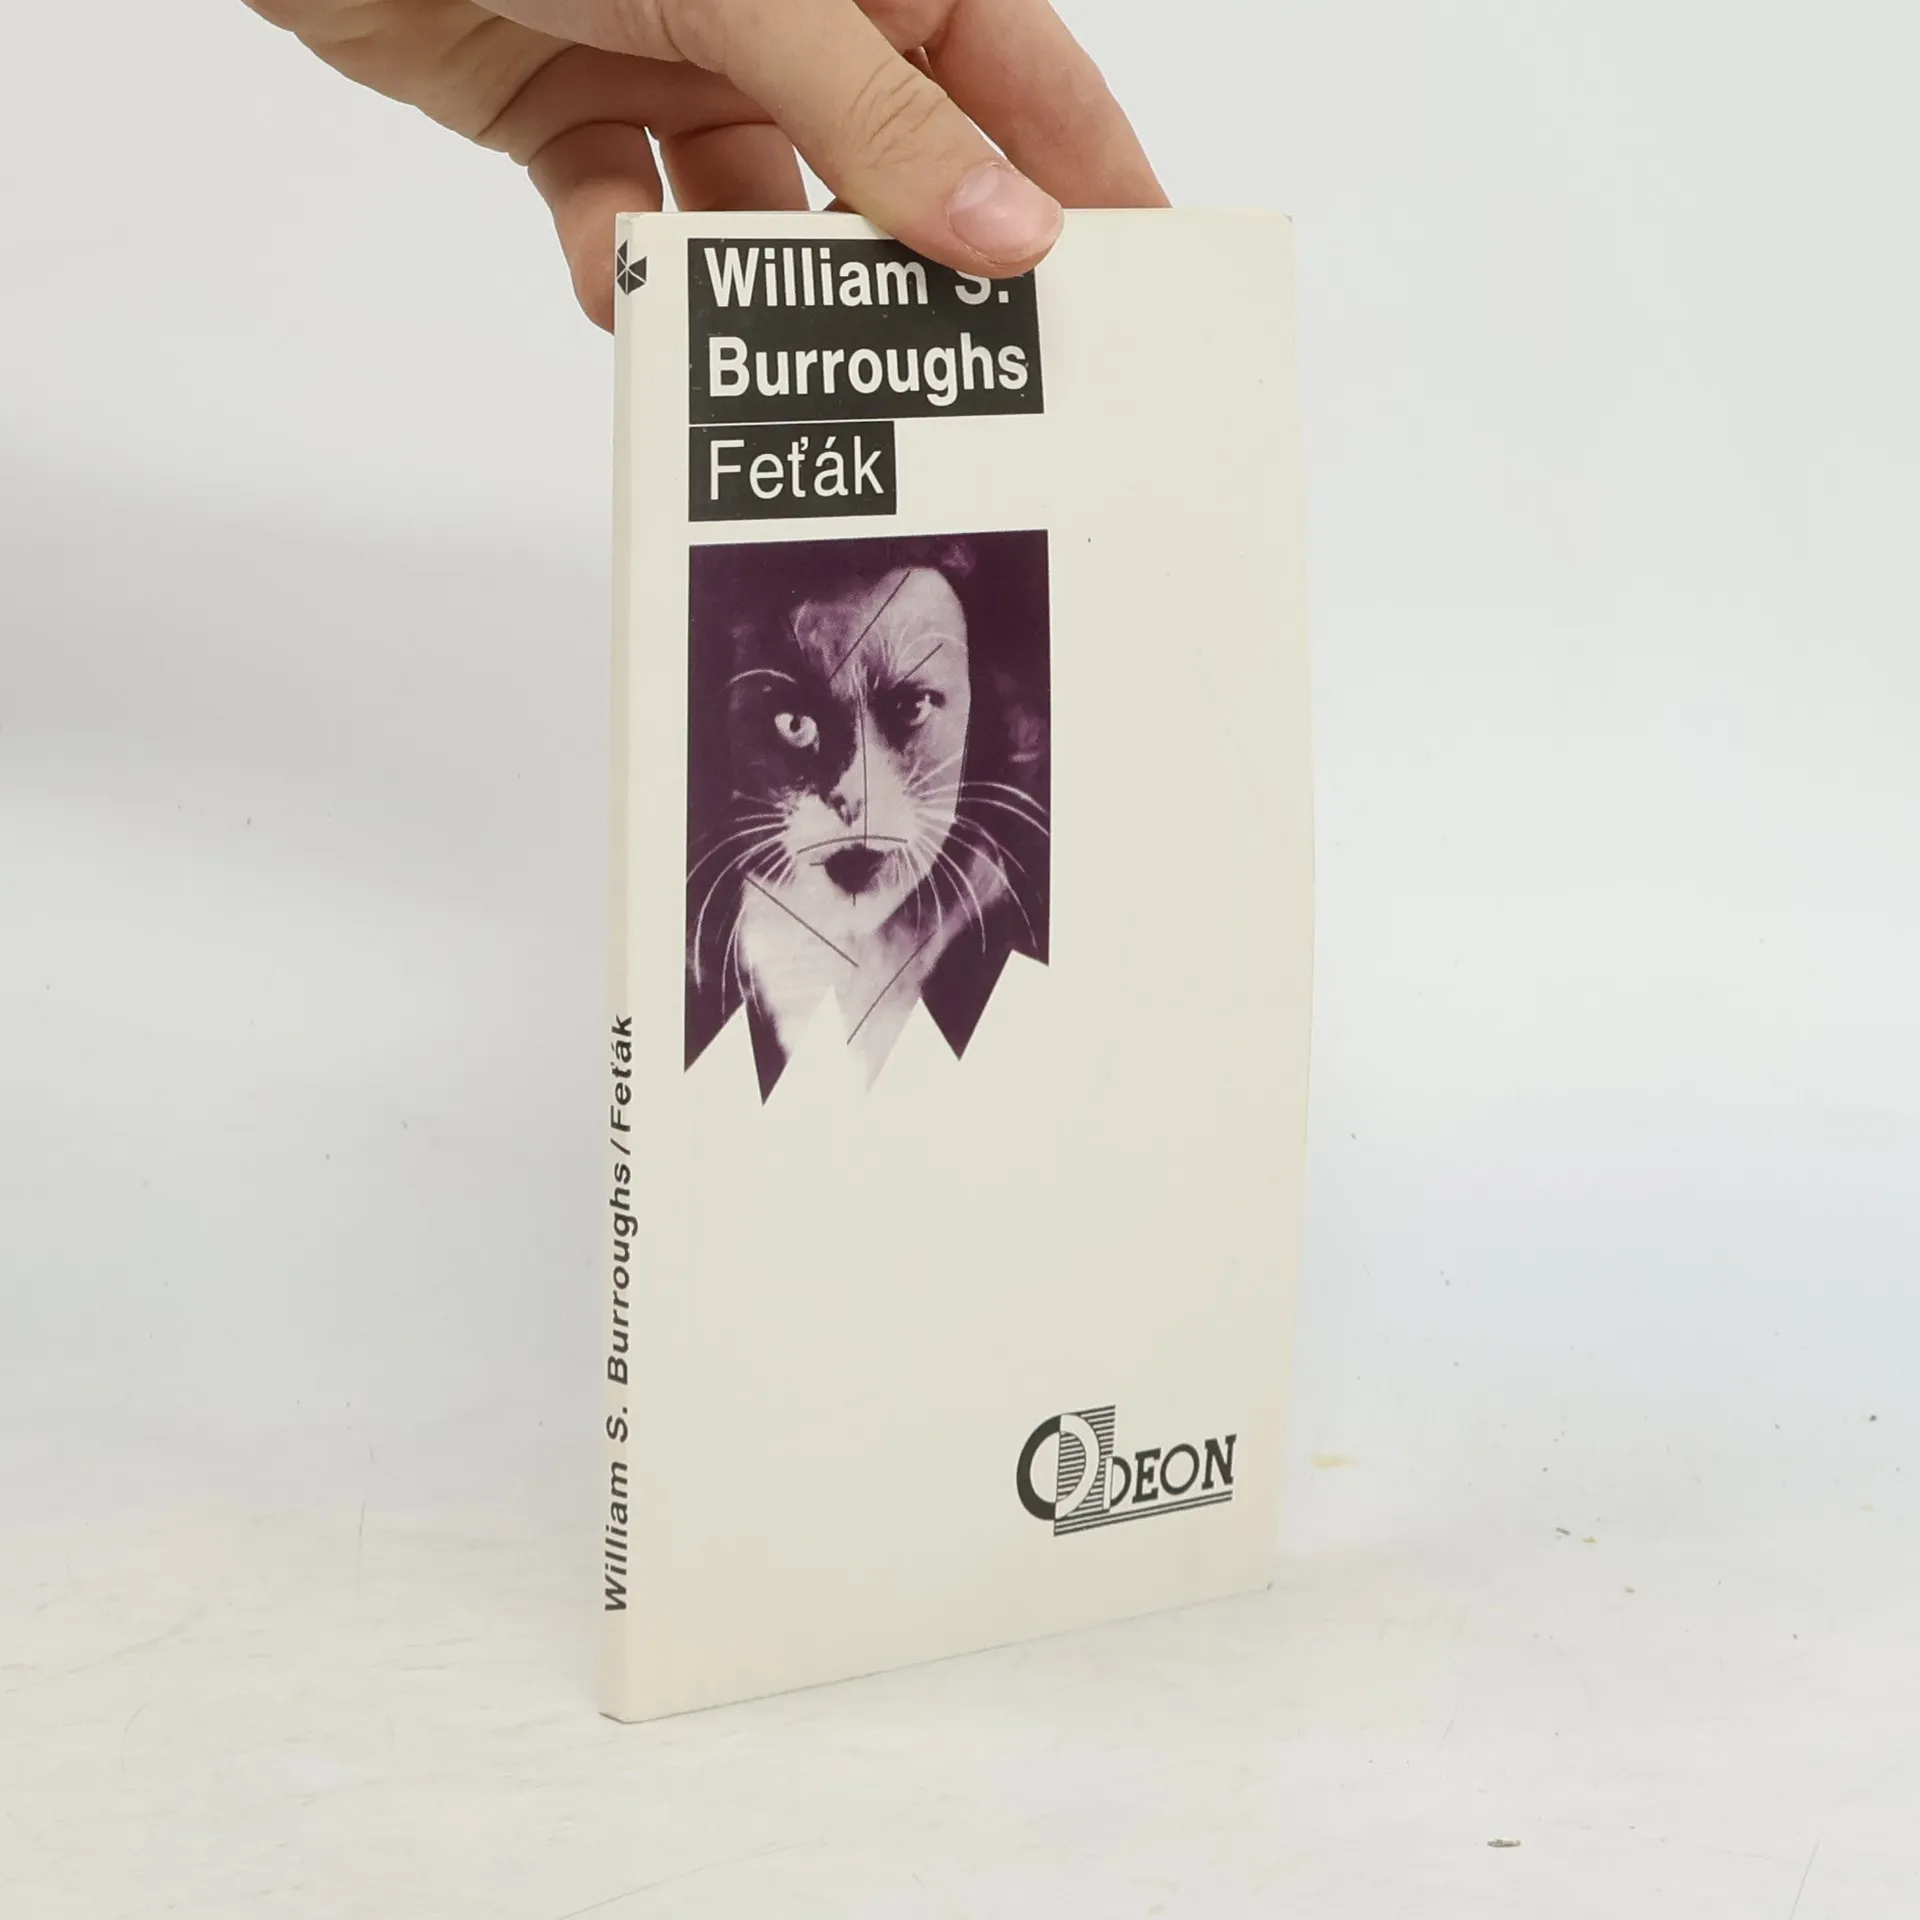 William S.
Burroughs
Feťák
William S. Burroughs/Feťák
ODEON